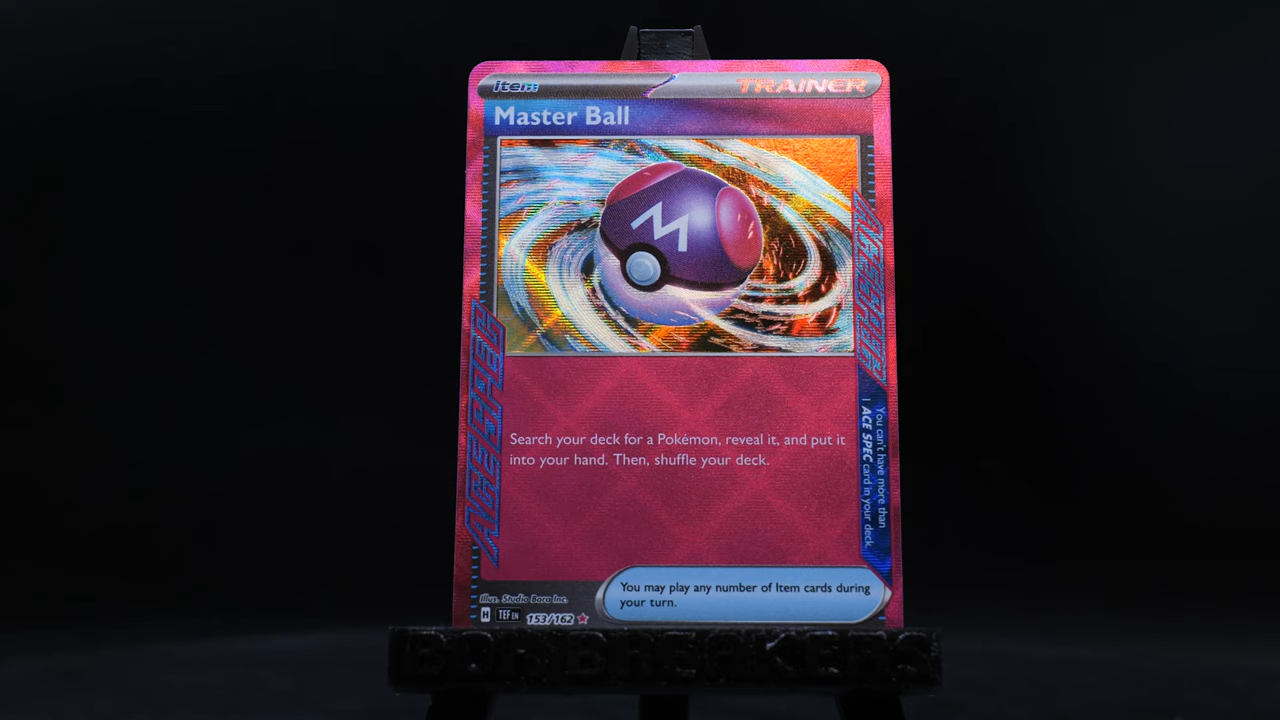 item
TRAINER
Master Ball
M
ACE SPEC
ACE SPEC
Search your deck for a Pokémon, reveal it, and put it
into your hand. Then, shuffle your deck.
You can't have more than
1 ACE SPEC card in your deck.
You may play any number of Item cards during
your turn.
Illus. Studio Bora Inc.
H TEF EN 153/162
BOR BREAKERS